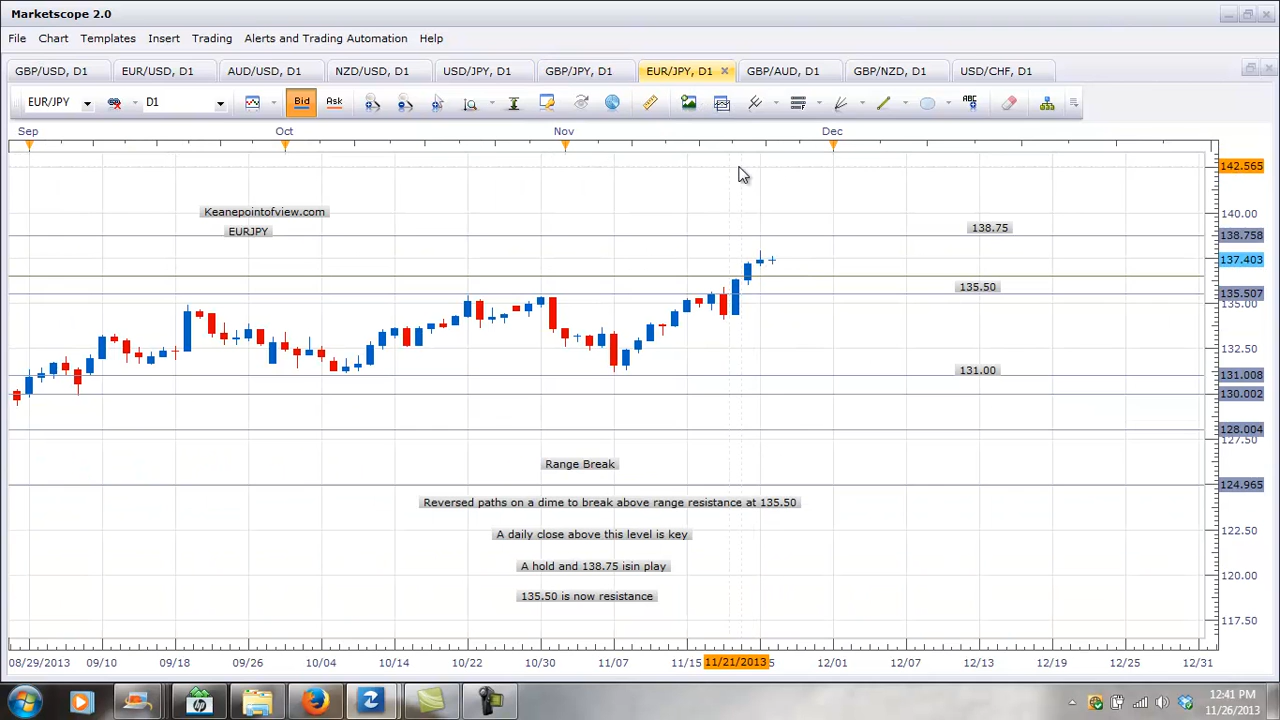 Marketscope 2.0
File Chart Templates Insert Trading Alerts and Trading Automation Help
GBP/USD, D1 EUR/USD, D1 AUD/USD, D1 NZD/USD, D1 USD/JPY, D1 GBP/JPY, D1 EUR/JPY, D1 GBP/AUD, D1 GBP/NZD, D1 USD/CHF, D1
EUR/JPY D1 Bid Ask ABC
Sep Oct Nov Dec
142.565
Keanepointofview.com
140.00
EURJPY
138.75
138.758
137.403
135.50
135.507
135.00
132.50
131.00
131.008
130.002
128.004
127.50
Range Break
124.965
Reversed paths on a dime to break above range resistance at 135.50
122.50
A daily close above this level is key
A hold and 138.75 isin play
120.00
135.50 is now resistance
117.50
08/29/2013 09/10 09/18 09/26 10/04 10/14 10/22 10/30 11/07 11/15 11/21/2013 5 12/01 12/07 12/13 12/19 12/25 12/31
12:41 PM
11/26/2013